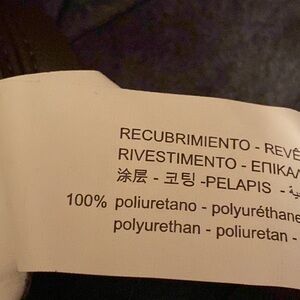 RECUBRIMIENTO - REVÊ
RIVESTIMENTO - ΕΠΙΚΑΛ
涂层 - 코팅 -PELAPIS -
100% poliuretano - polyuréthane
polyurethan - poliuretan -